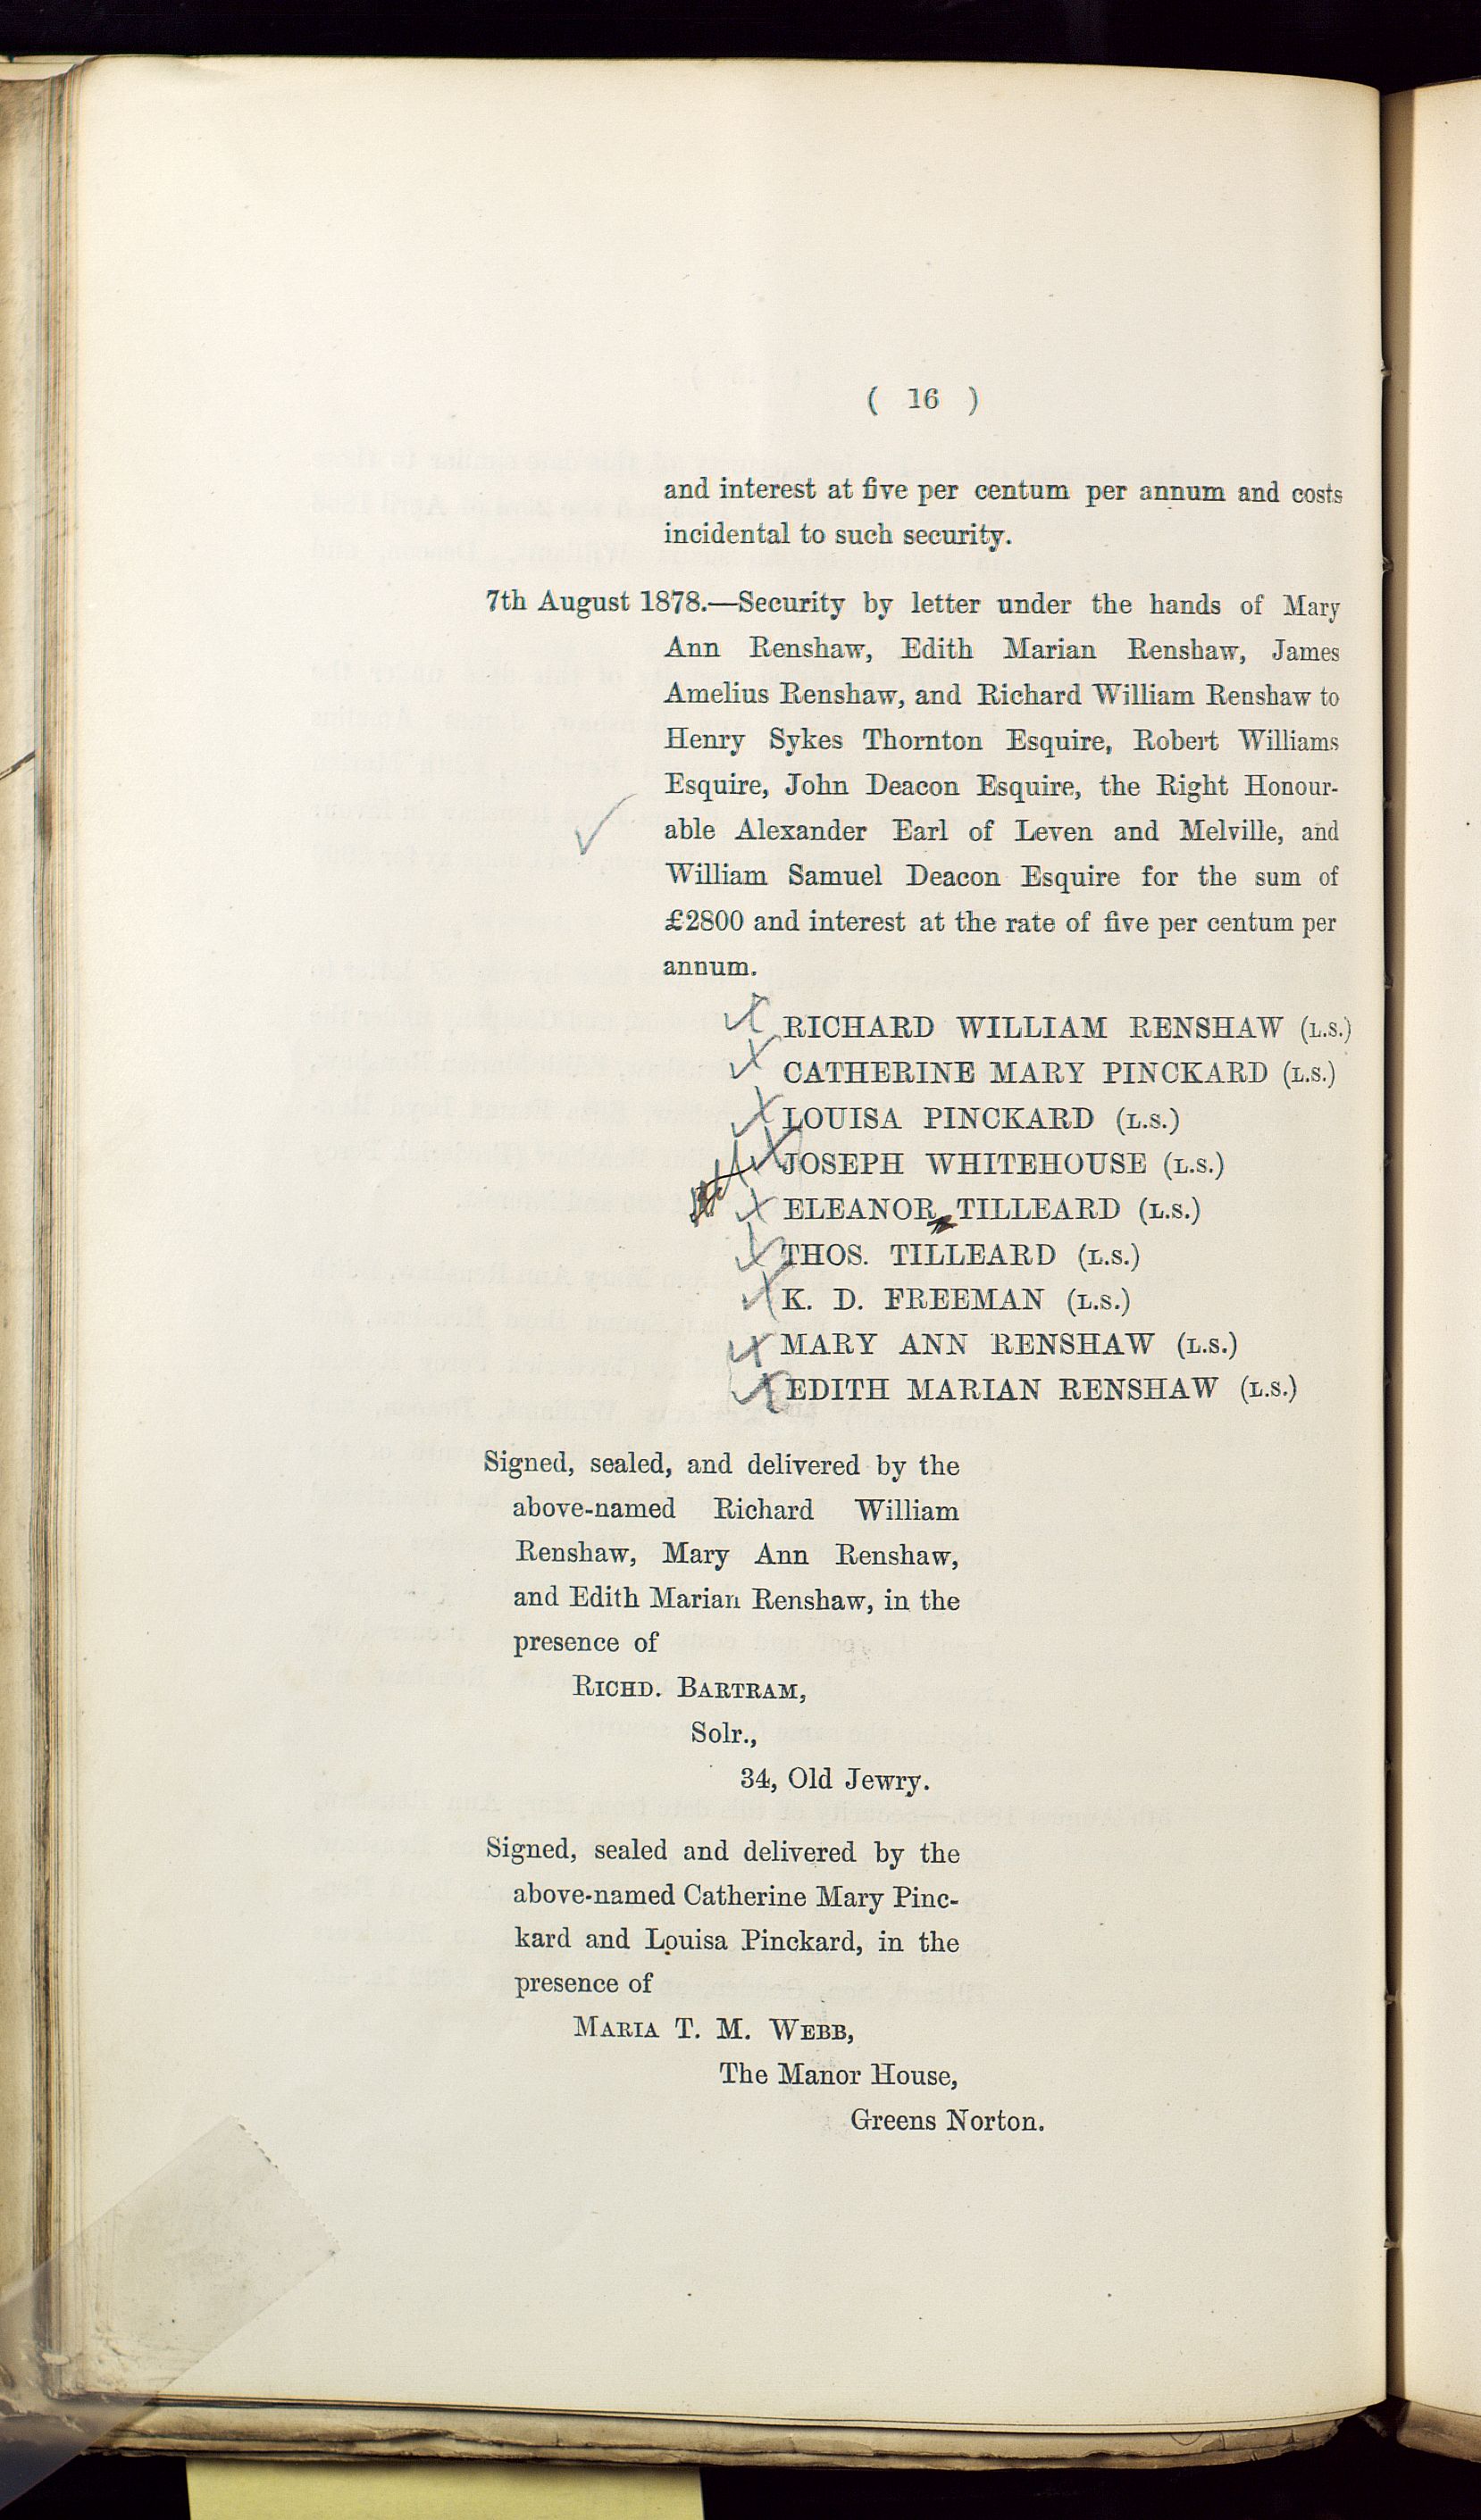 ( 16 )
and interest at five per centum per annum and costs
incidental to such security.
7th August 1878.—Security by letter under the hands of Mary
Ann Renshaw, Edith Marian Renshaw, James
Amelius Renshaw, and Richard William Renshaw to
Henry Sykes Thornton Esquire, Robert Williams
Esquire, John Deacon Esquire, the Right Honour-
able Alexander Earl of Leven and Melville, and
William Samuel Deacon Esquire for the sum of
£2800 and interest at the rate of five per centum per
annum.
RICHARD WILLIAM RENSHAW (L.S.)
CATHERINE MARY PINCKARD (L.S.)
LOUISA PINCKARD (L.S.)
JOSEPH WHITEHOUSE (L.S.)
ELEANOR TILLEARD (L.S.)
THOS. TILLEARD (L.S.)
K. D. FREEMAN (L.S.)
MARY ANN RENSHAW (L.S.)
EDITH MARIAN RENSHAW (L.S.)
Signed, sealed, and delivered by the
above-named Richard William
Renshaw, Mary Ann Renshaw,
and Edith Marian Renshaw, in the
presence of
RICHD. BARTRAM,
Solr.,
34, Old Jewry.
Signed, sealed and delivered by the
above-named Catherine Mary Pinc-
kard and Louisa Pinckard, in the
presence of
MARIA T. M. WEBB,
The Manor House,
Greens Norton.